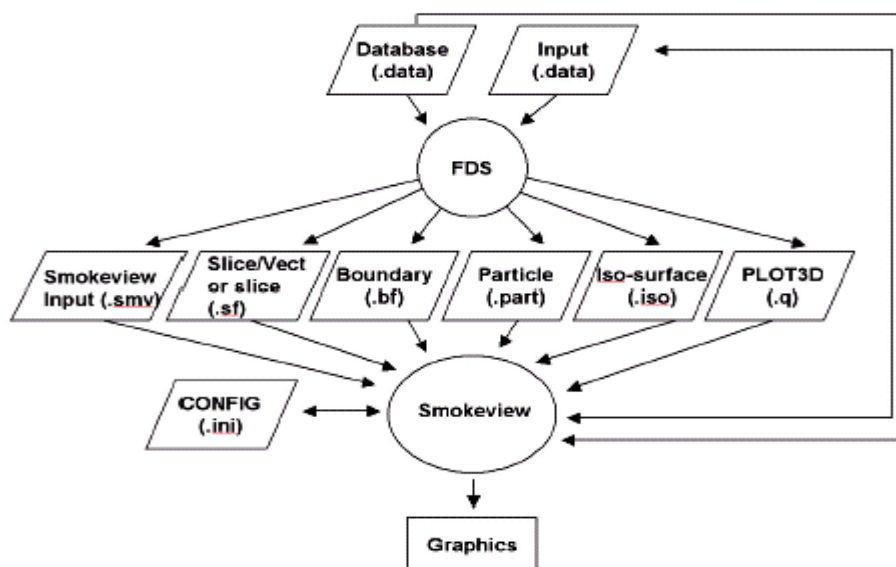 Database
(.data)
Input
(.data)
FDS
Smokeview
Input (.smv)
Slice/Vect
or slice
(.sf)
Boundary
(.bf)
Particle
(.part)
Iso-surface
(.iso)
PLOT3D
(.q)
CONFIG
(.ini)
Smokeview
Graphics